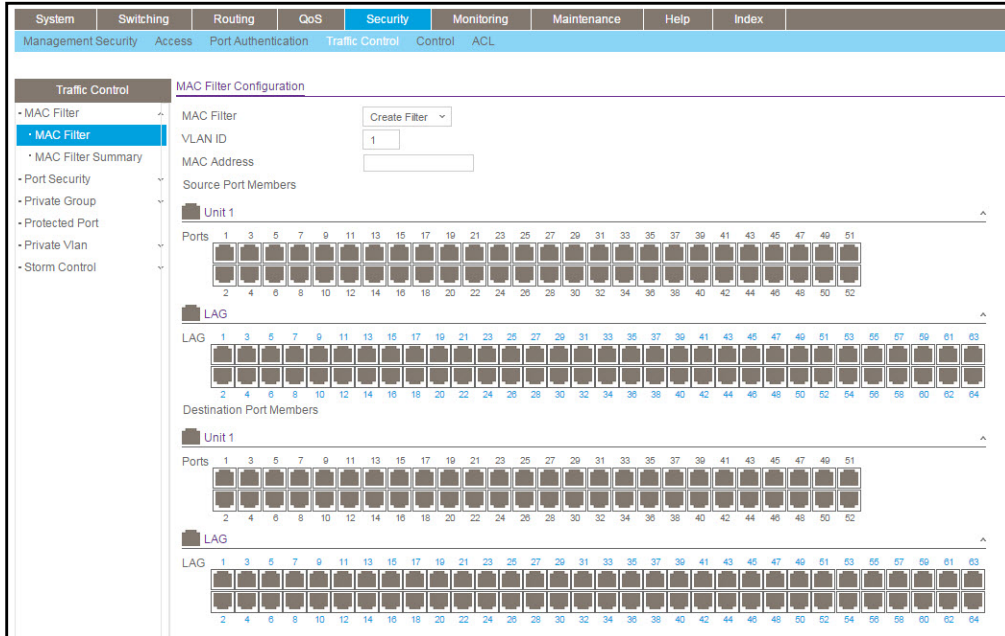 System Switching Routing QoS Security Monitoring Maintenance Help Index
Management Security Access Port Authentication Traffic Control Control ACL
Traffic Control
MAC Filter
MAC Filter
MAC Filter Summary
Port Security
Private Group
Protected Port
Private Vlan
Storm Control
MAC Filter Configuration
MAC Filter Create Filter
VLAN ID 1
MAC Address
Source Port Members
Unit 1
Ports 1 3 5 7 9 11 13 15 17 19 21 23 25 27 29 31 33 35 37 39 41 43 45 47 49 51
2 4 6 8 10 12 14 16 18 20 22 24 26 28 30 32 34 36 38 40 42 44 46 48 50 52
LAG
LAG 1 3 5 7 9 11 13 15 17 19 21 23 25 27 29 31 33 35 37 39 41 43 45 47 49 51 53 55 57 59 61 63
2 4 6 8 10 12 14 16 18 20 22 24 26 28 30 32 34 36 38 40 42 44 46 48 50 52 54 56 58 60 62 64
Destination Port Members
Unit 1
Ports 1 3 5 7 9 11 13 15 17 19 21 23 25 27 29 31 33 35 37 39 41 43 45 47 49 51
2 4 6 8 10 12 14 16 18 20 22 24 26 28 30 32 34 36 38 40 42 44 46 48 50 52
LAG
LAG 1 3 5 7 9 11 13 15 17 19 21 23 25 27 29 31 33 35 37 39 41 43 45 47 49 51 53 55 57 59 61 63
2 4 6 8 10 12 14 16 18 20 22 24 26 28 30 32 34 36 38 40 42 44 46 48 50 52 54 56 58 60 62 64